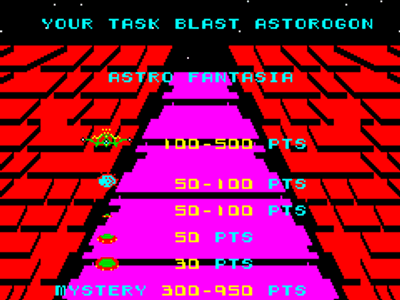 YOUR TASK BLAST ASTOROGON
ASTRO FANTASIA
100-500 PTS
50-100 PTS
50-100 PTS
50 PTS
30 PTS
MYSTERY 300-950 PTS